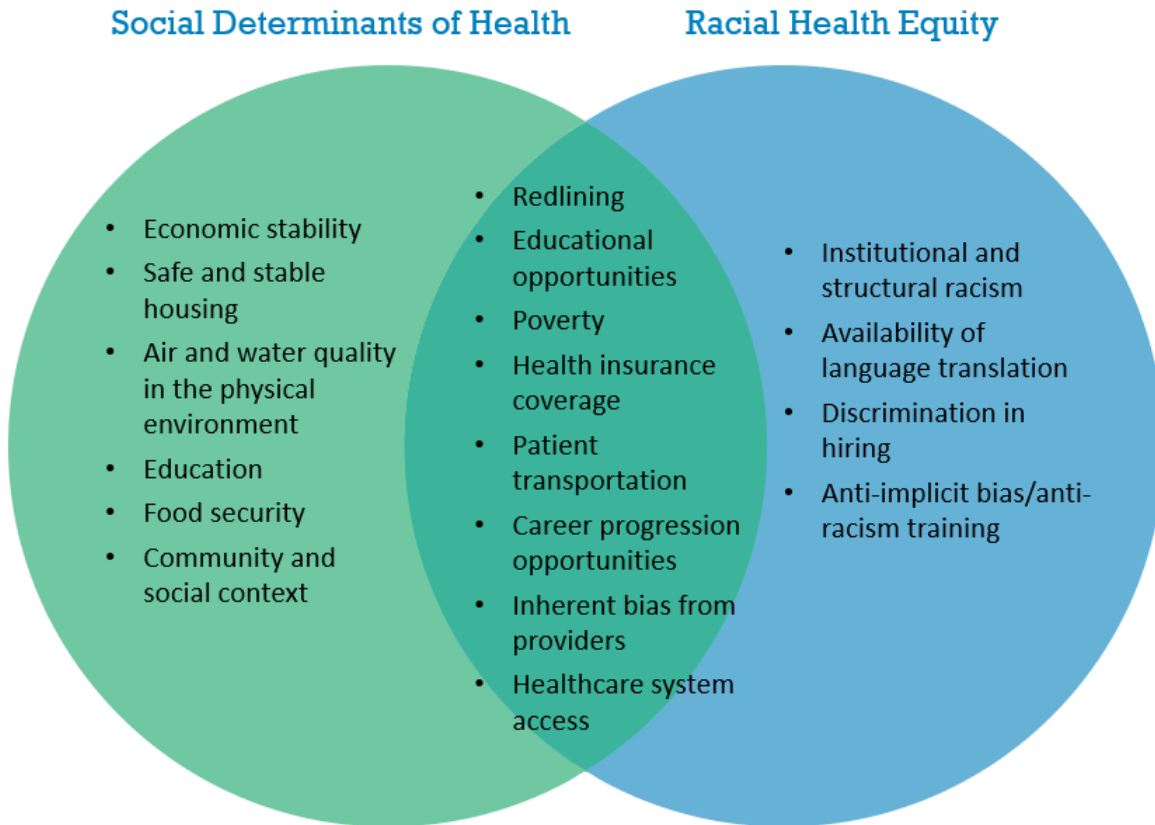 Social Determinants of Health
Racial Health Equity
• Economic stability
• Safe and stable
housing
• Air and water quality
in the physical
environment
• Education
• Food security
• Community and
social context
• Redlining
• Educational
opportunities
• Poverty
• Health insurance
coverage
• Patient
transportation
• Career progression
opportunities
• Inherent bias from
providers
• Healthcare system
access
• Institutional and
structural racism
• Availability of
language translation
• Discrimination in
hiring
• Anti-implicit bias/anti-
racism training